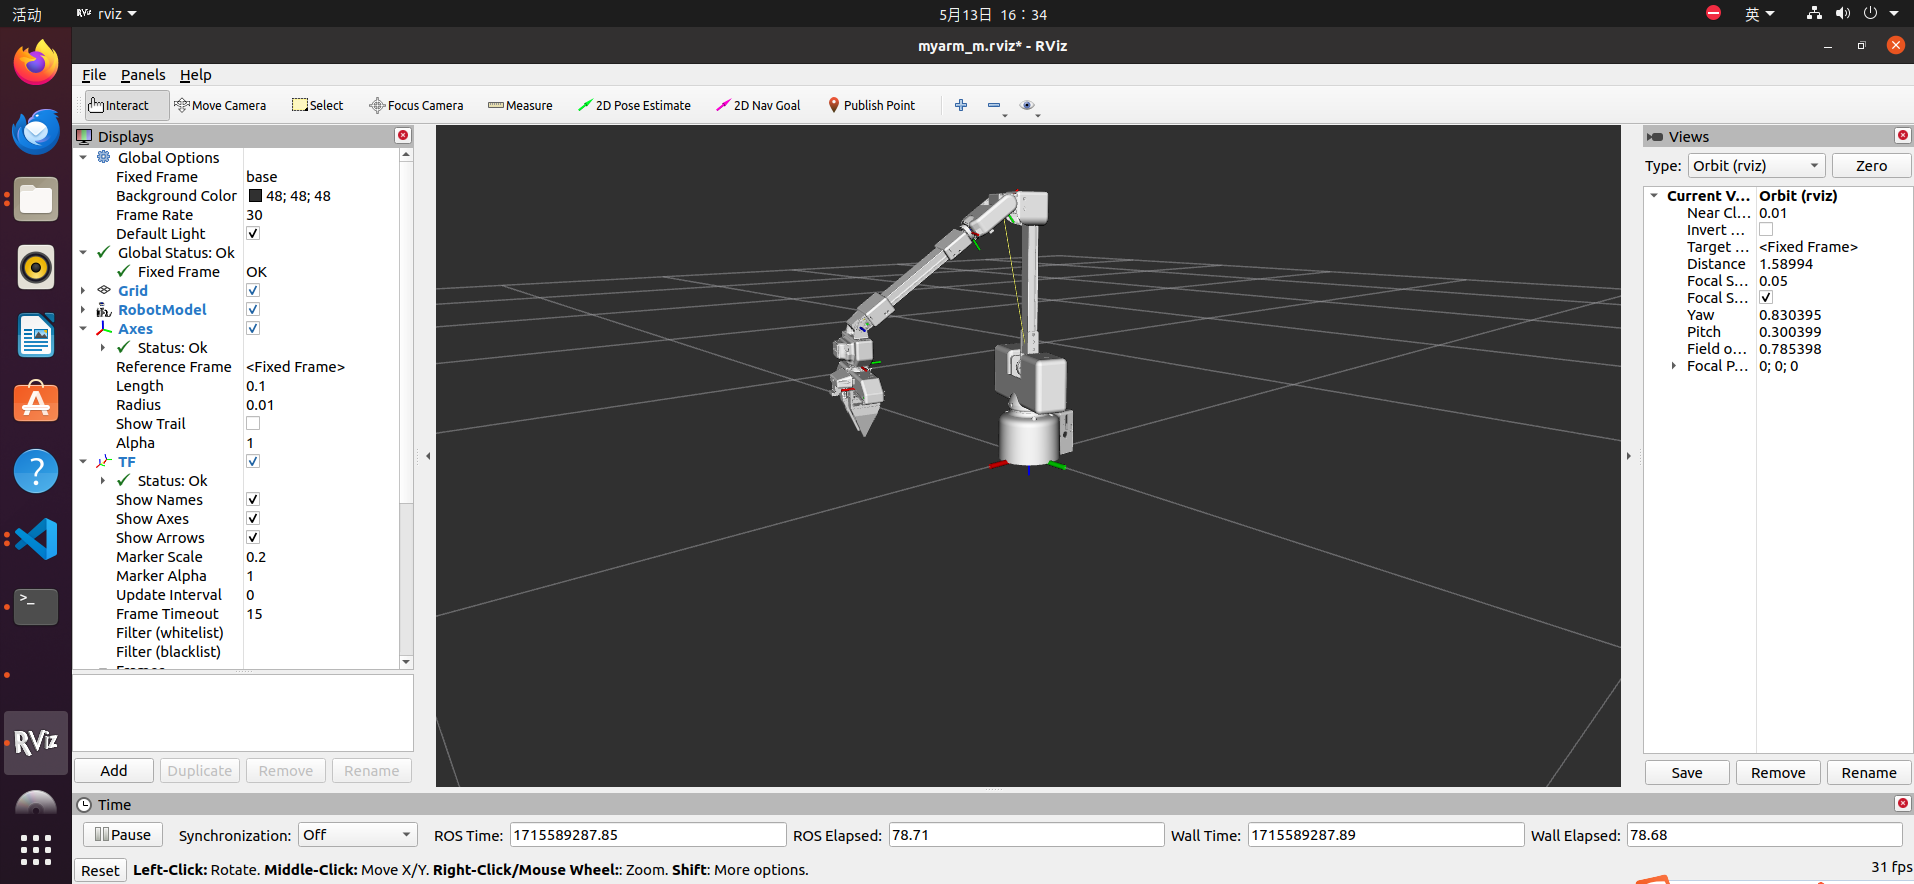 活动
RViz rviz
5月13日 16：34
英
myarm_m.rviz* - RViz
File Panels Help
Interact Move Camera Select Focus Camera Measure 2D Pose Estimate 2D Nav Goal Publish Point
Displays
Global Options
Fixed Frame base
Background Color 48; 48; 48
Frame Rate 30
Default Light
Global Status: Ok
Fixed Frame OK
Grid
RobotModel
Axes
Status: Ok
Reference Frame <Fixed Frame>
Length 0.1
Radius 0.01
Show Trail
Alpha 1
TF
Status: Ok
Show Names
Show Axes
Show Arrows
Marker Scale 0.2
Marker Alpha 1
Update Interval 0
Frame Timeout 15
Filter (whitelist)
Filter (blacklist)
Add Duplicate Remove Rename
Views
Type: Orbit (rviz) Zero
Current V... Orbit (rviz)
Near Cl... 0.01
Invert ...
Target ... <Fixed Frame>
Distance 1.58994
Focal S... 0.05
Focal S...
Yaw 0.830395
Pitch 0.300399
Field o... 0.785398
Focal P... 0; 0; 0
Save Remove Rename
RViz
Time
Pause Synchronization: Off ROS Time: 1715589287.85 ROS Elapsed: 78.71 Wall Time: 1715589287.89 Wall Elapsed: 78.68
Reset Left-Click: Rotate. Middle-Click: Move X/Y. Right-Click/Mouse Wheel:: Zoom. Shift: More options.
31 fps